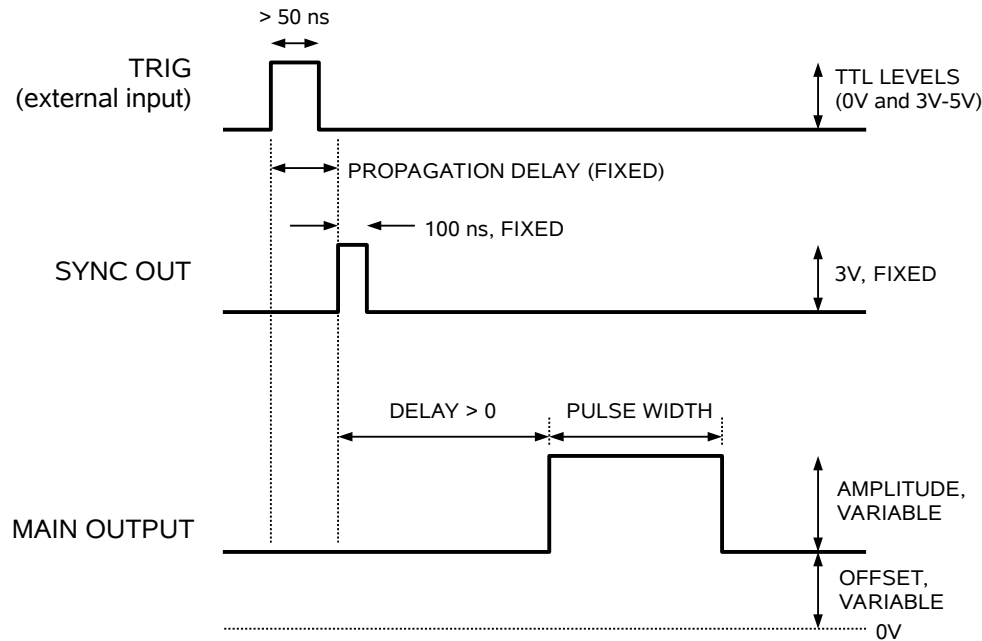 > 50 ns
TRIG
(external input)
TTL LEVELS
(0V and 3V-5V)
PROPAGATION DELAY (FIXED)
100 ns, FIXED
SYNC OUT
3V, FIXED
DELAY > 0
PULSE WIDTH
AMPLITUDE,
VARIABLE
MAIN OUTPUT
OFFSET,
VARIABLE
0V